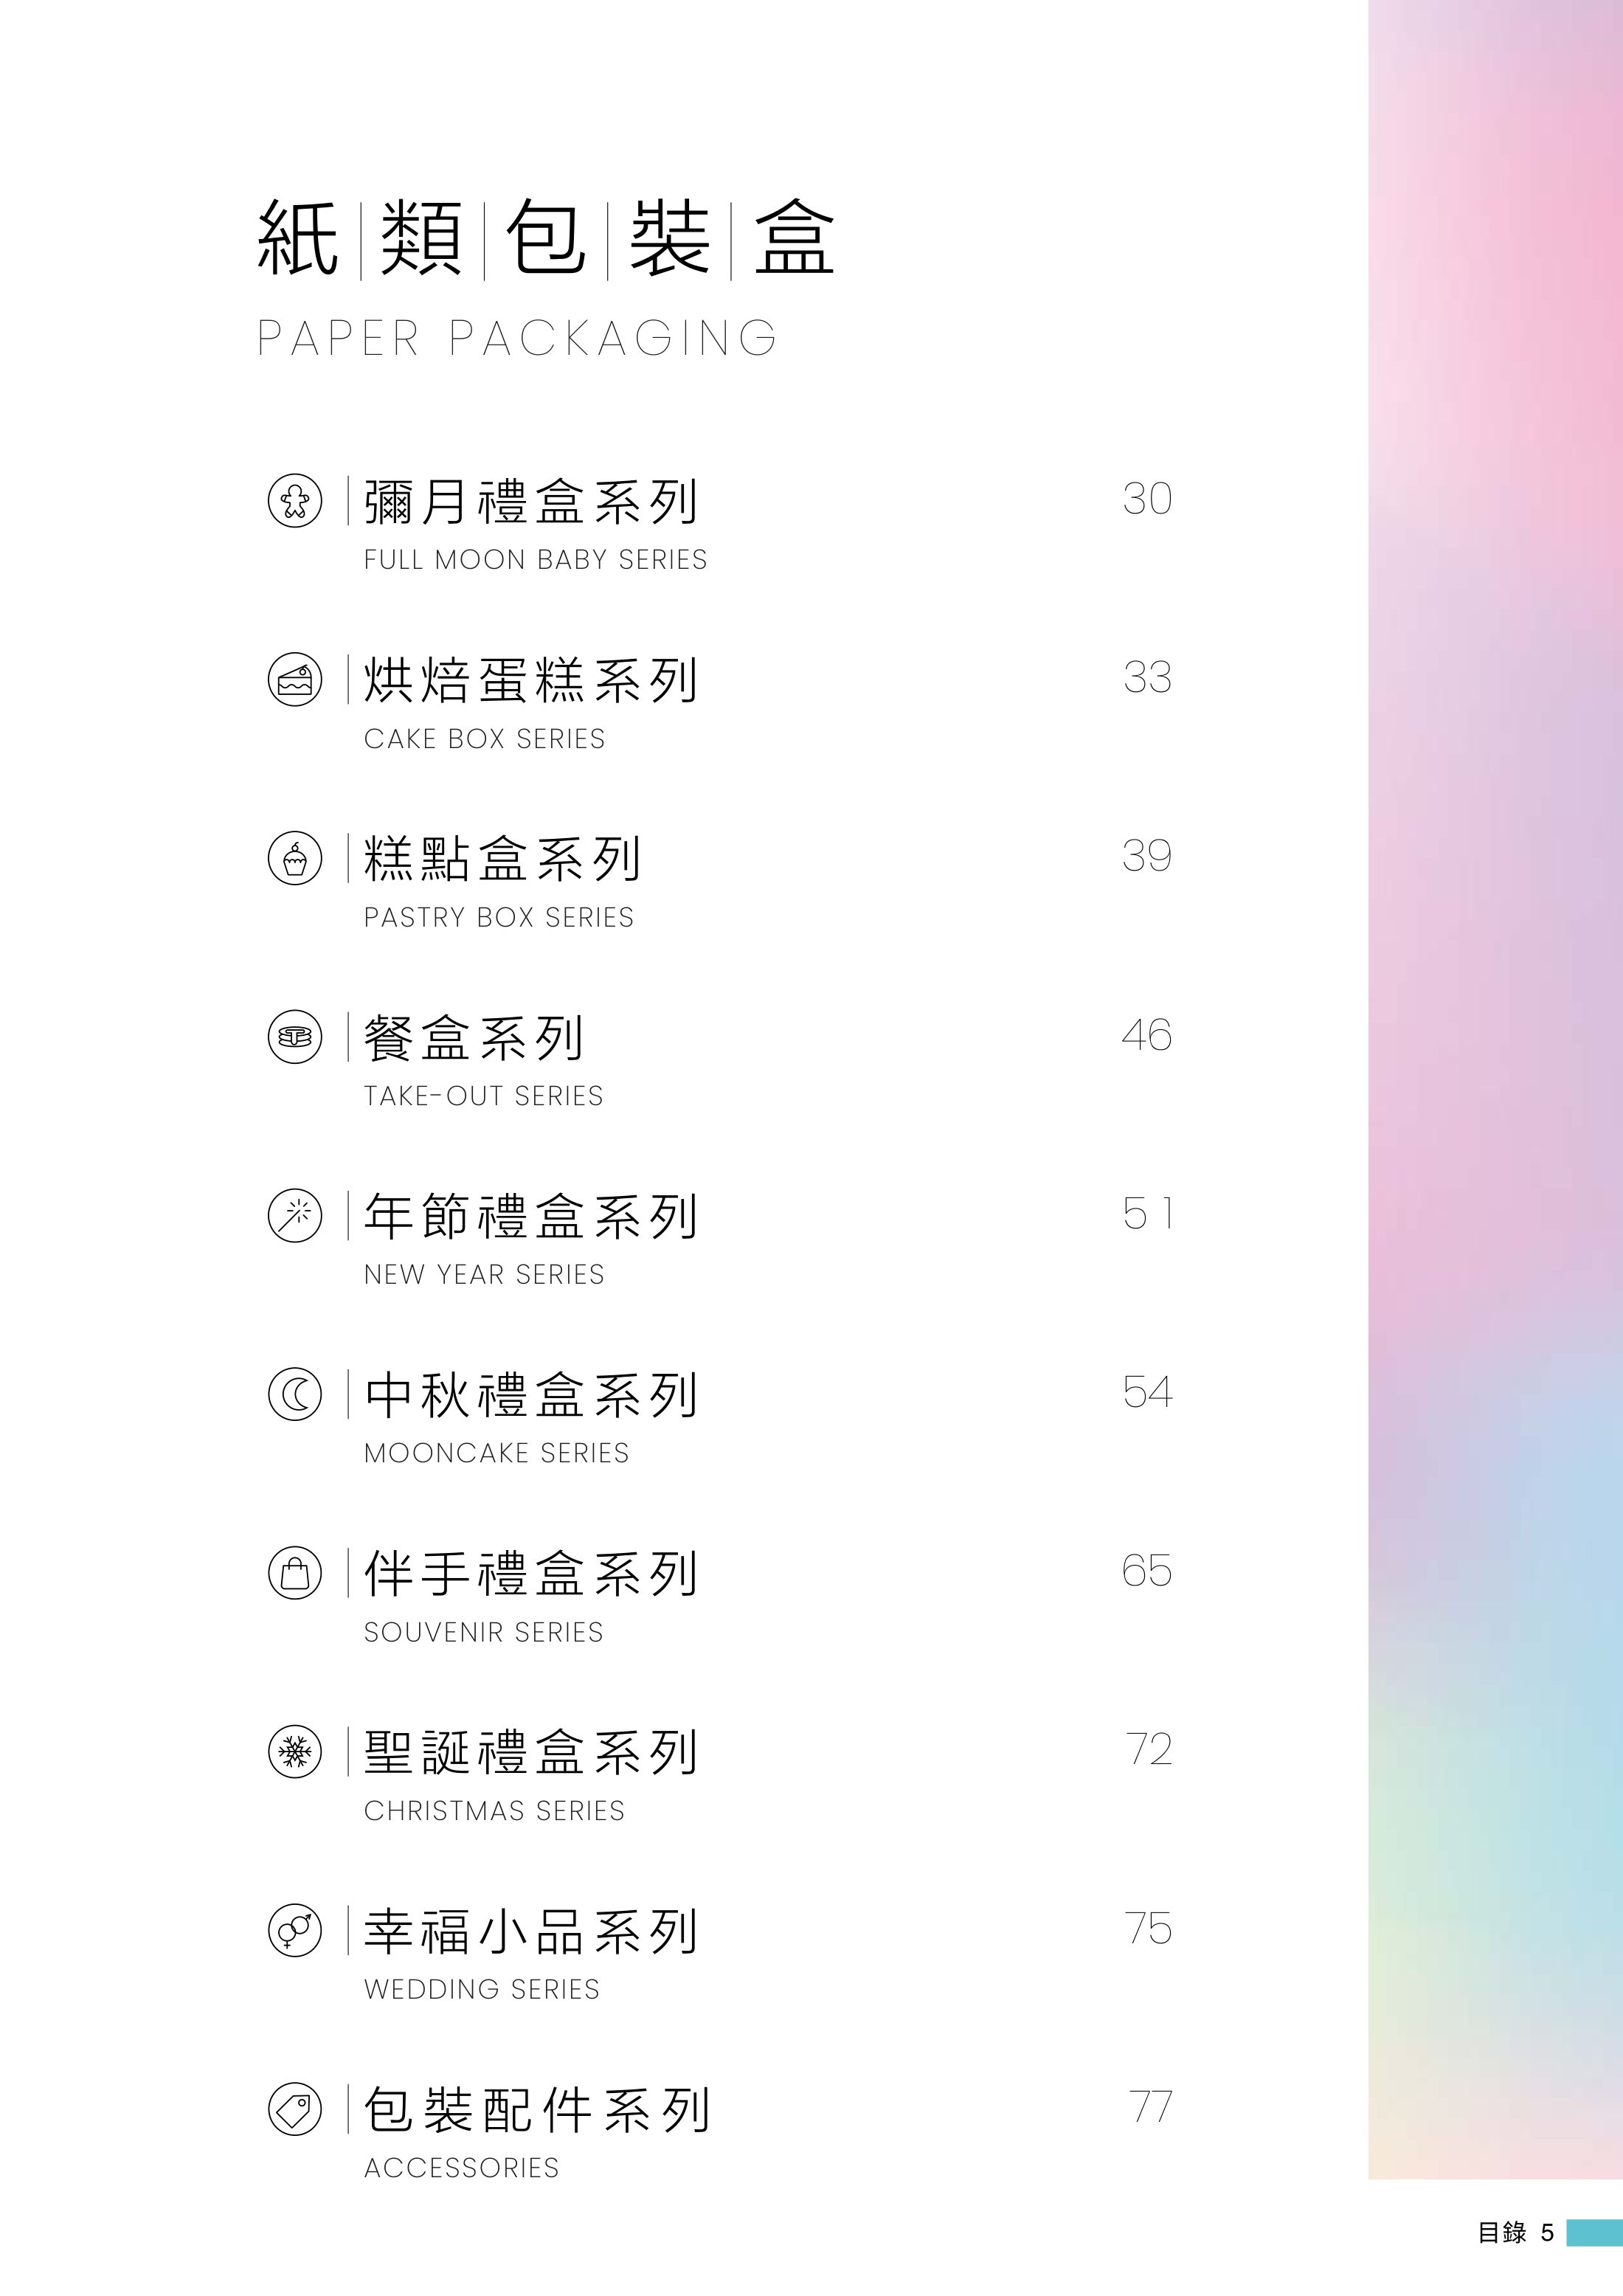 紙類包裝盒
PAPER PACKAGING
彌月禮盒系列 30
FULL MOON BABY SERIES
烘焙蛋糕系列 33
CAKE BOX SERIES
糕點盒系列 39
PASTRY BOX SERIES
餐盒系列 46
TAKE-OUT SERIES
年節禮盒系列 51
NEW YEAR SERIES
中秋禮盒系列 54
MOONCAKE SERIES
伴手禮盒系列 65
SOUVENIR SERIES
聖誕禮盒系列 72
CHRISTMAS SERIES
幸福小品系列 75
WEDDING SERIES
包裝配件系列 77
ACCESSORIES
目錄 5